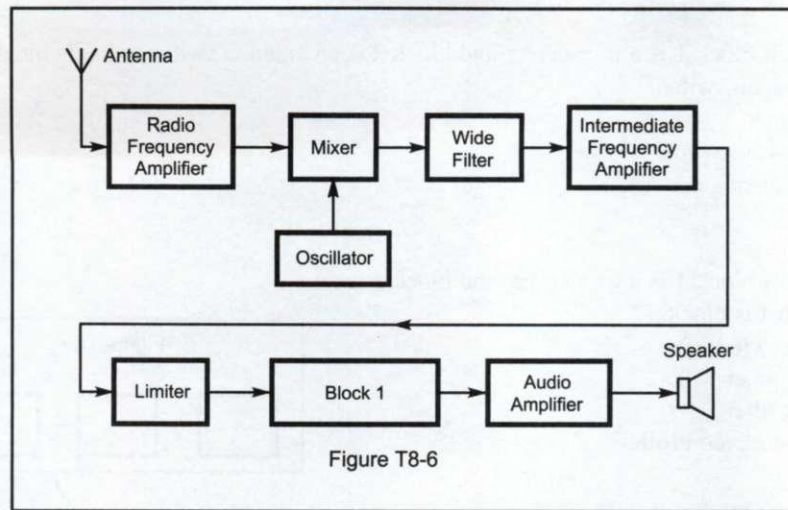 Antenna
Radio
Frequency
Amplifier
Mixer
Wide
Filter
Intermediate
Frequency
Amplifier
Oscillator
Limiter
Block 1
Audio
Amplifier
Speaker
Figure T8-6